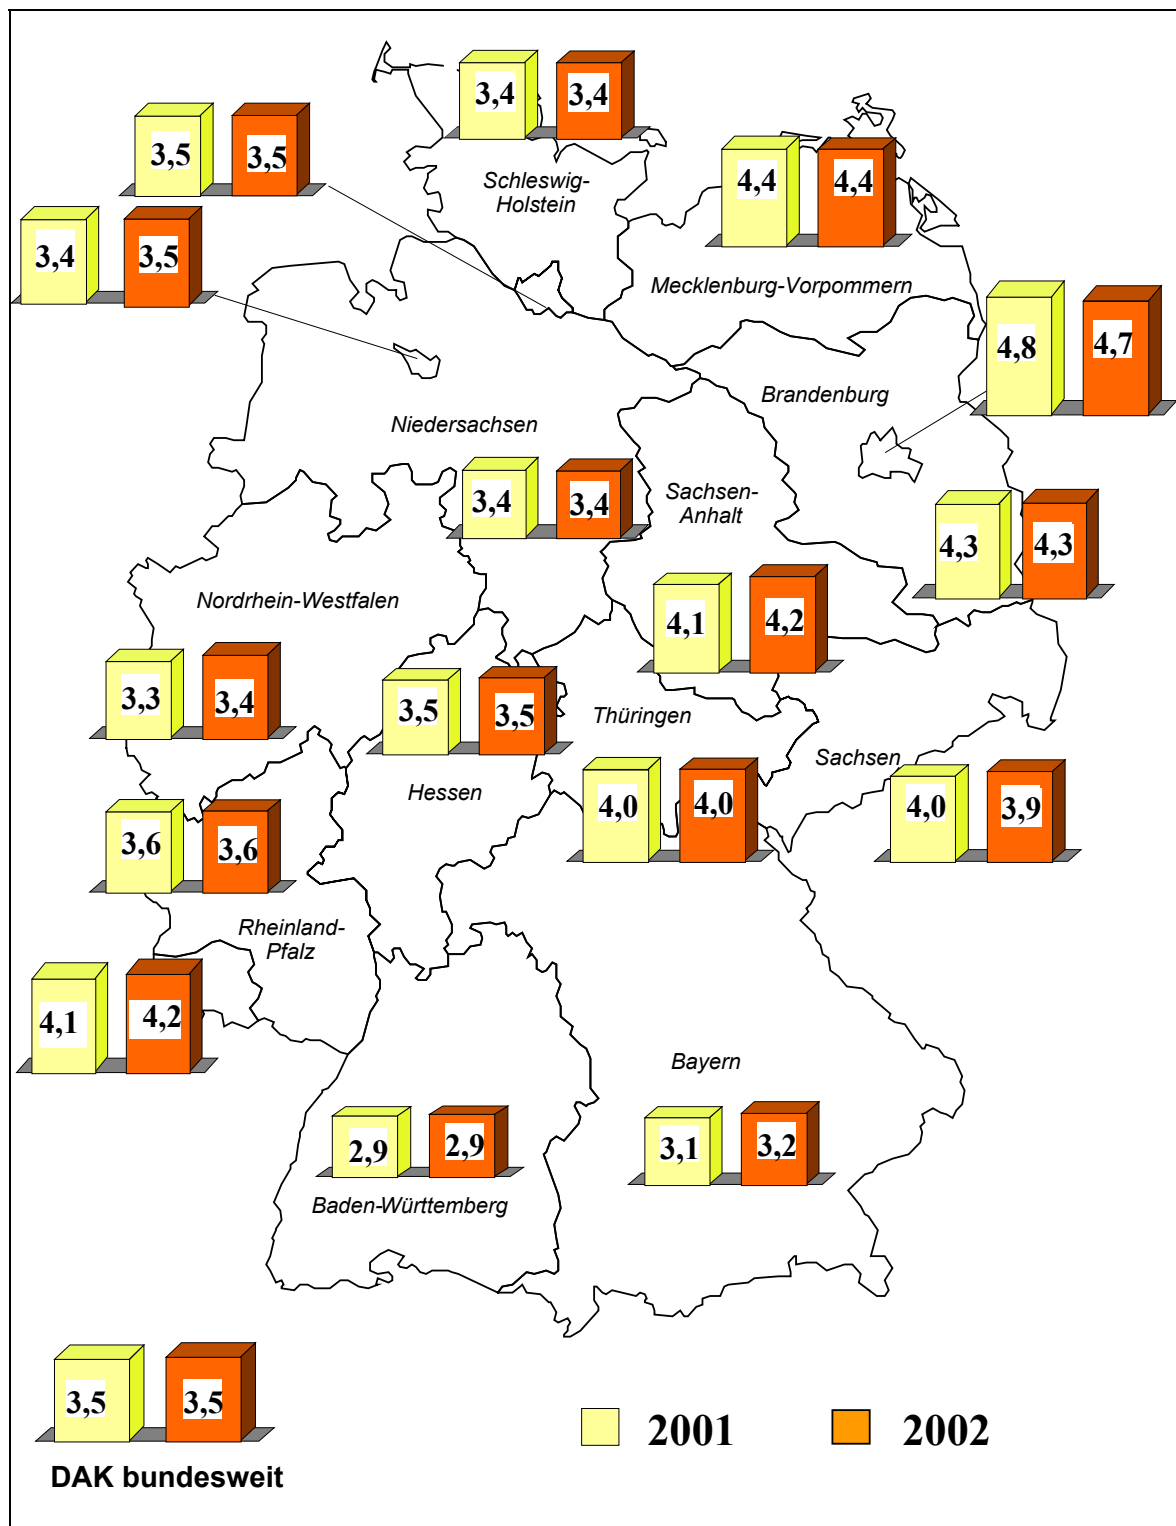 3,4 3,4
3,5 3,5
Schleswig-
Holstein
4,4 4,4
3,4 3,5
Mecklenburg-Vorpommern
4,8 4,7
Brandenburg
Niedersachsen
3,4 3,4
Sachsen-
Anhalt
4,3 4,3
Nordrhein-Westfalen
4,1 4,2
3,3 3,4
3,5 3,5
Thüringen
Sachsen
Hessen
4,0 4,0
4,0 3,9
3,6 3,6
Rheinland-
Pfalz
4,1 4,2
Bayern
2,9 2,9
3,1 3,2
Baden-Württemberg
3,5 3,5
DAK bundesweit
2001 2002